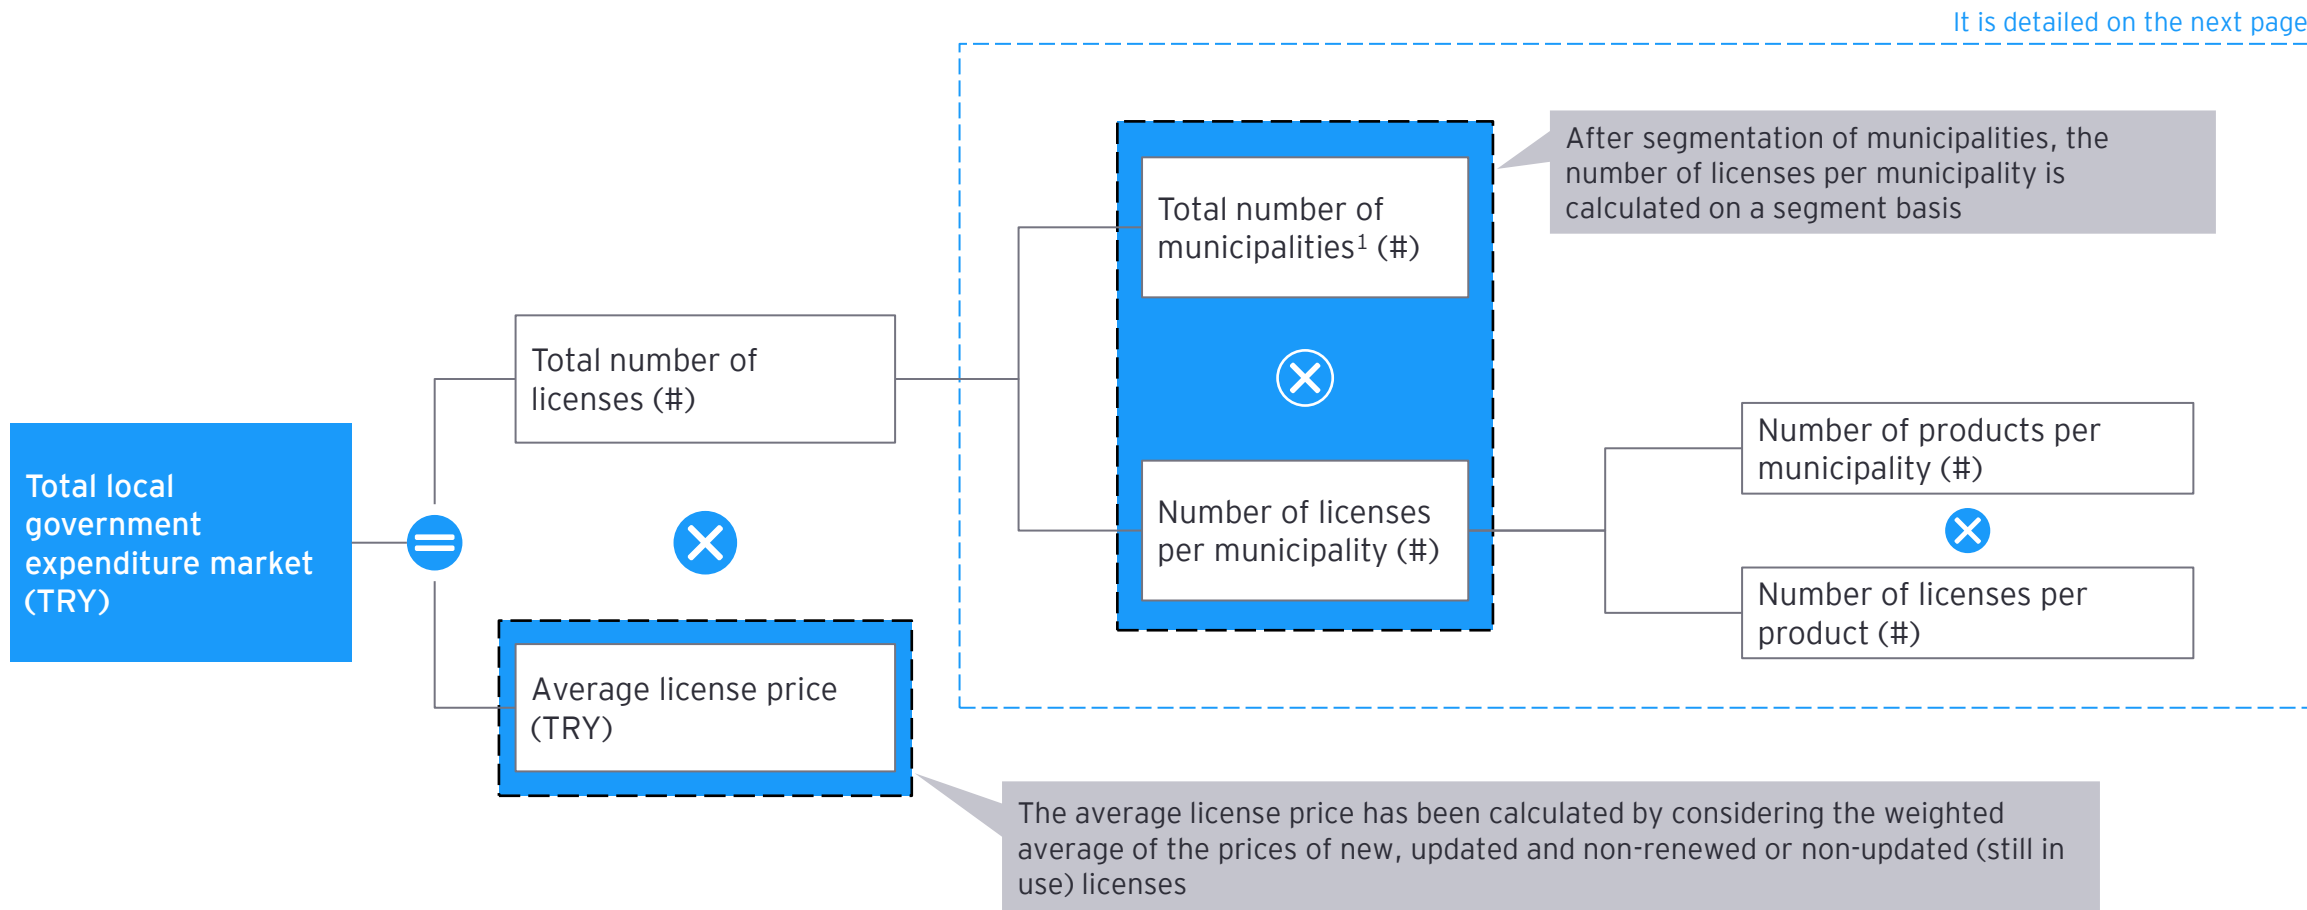 It is detailed on the next page
After segmentation of municipalities, the
number of licenses per municipality is
calculated on a segment basis
Total number of
municipalities¹ (#)
Total number of
licenses (#)
Number of products per
municipality (#)
Total local
government
expenditure market
(TRY)
Number of licenses
per municipality (#)
Number of licenses per
product (#)
Average license price
(TRY)
The average license price has been calculated by considering the weighted
average of the prices of new, updated and non-renewed or non-updated (still in
use) licenses